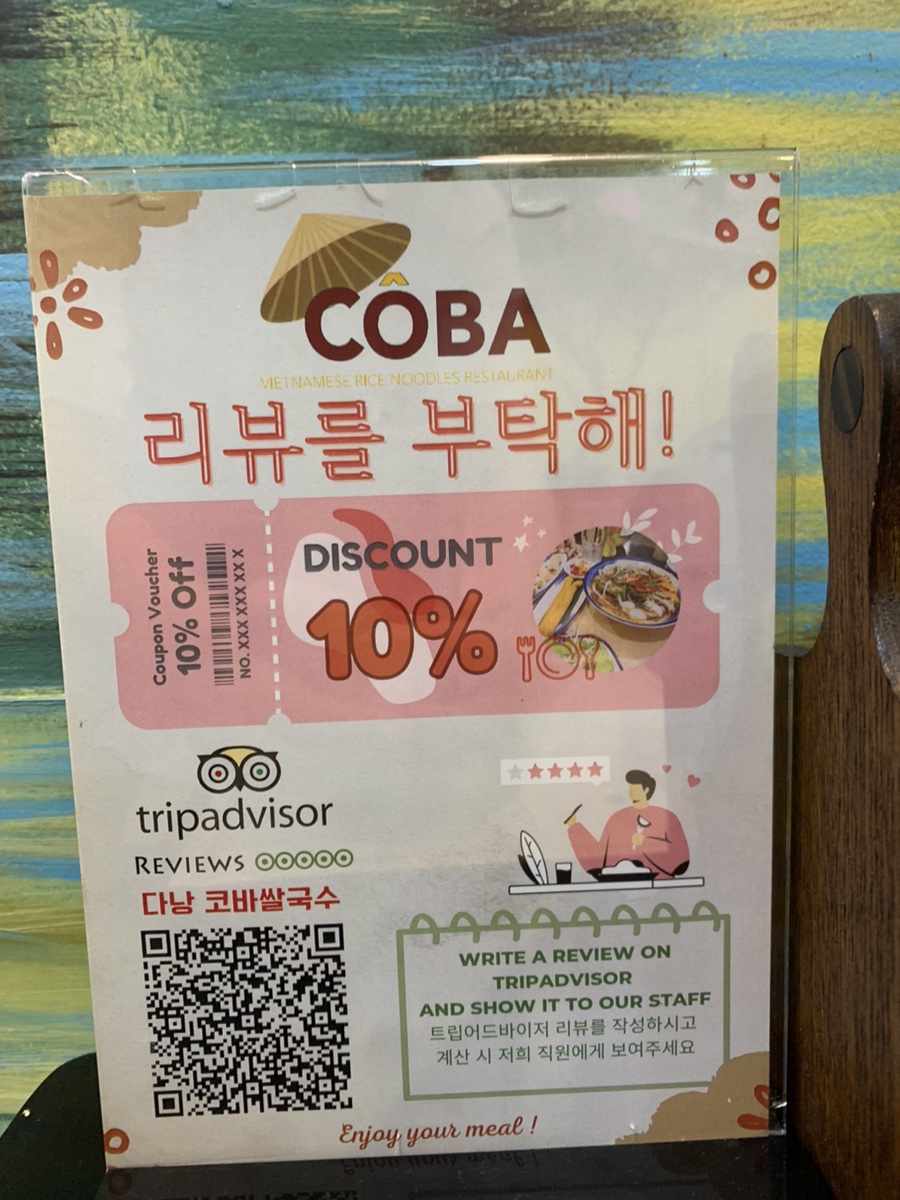 CÔBA
VIETNAMESE RICE NOODLES RESTAURANT
리뷰를 부탁해!
Coupon Voucher
10% Off
NO. XXX XXX XX X
DISCOUNT
10%
tripadvisor
REVIEWS
다낭 코바쌀국수
WRITE A REVIEW ON
TRIPADVISOR
AND SHOW IT TO OUR STAFF
트립어드바이저 리뷰를 작성하시고
계산 시 저희 직원에게 보여주세요
Enjoy your meal !